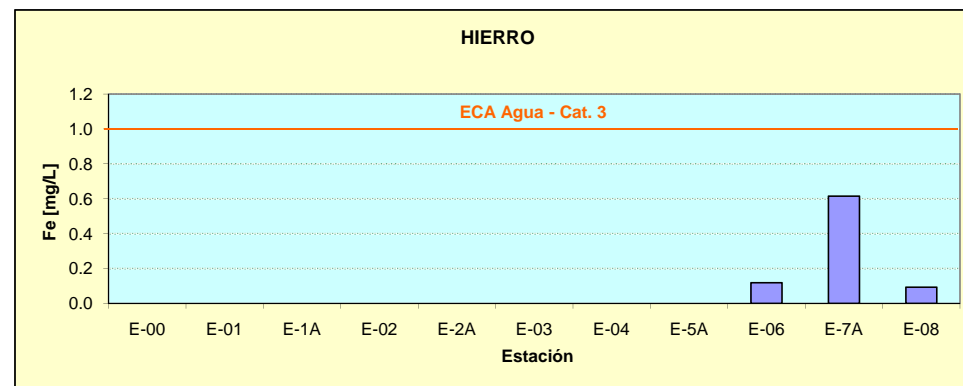 HIERRO
1.2
ECA Agua - Cat. 3
1.0
0.8
0.6
0.4
0.2
0.0
Fe [mg/L]
E-00 E-01 E-1A E-02 E-2A E-03 E-04 E-5A E-06 E-7A E-08
Estación